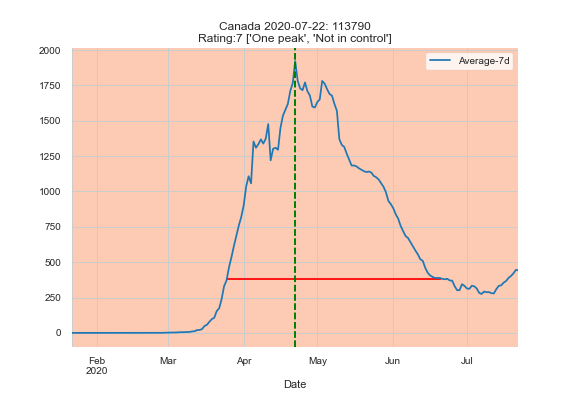 Canada 2020-07-22: 113790
Rating:7 ['One peak', 'Not in control']
Average-7d
2000
1750
1500
1250
1000
750
500
250
0
Feb Mar Apr May Jun Jul
2020
Date